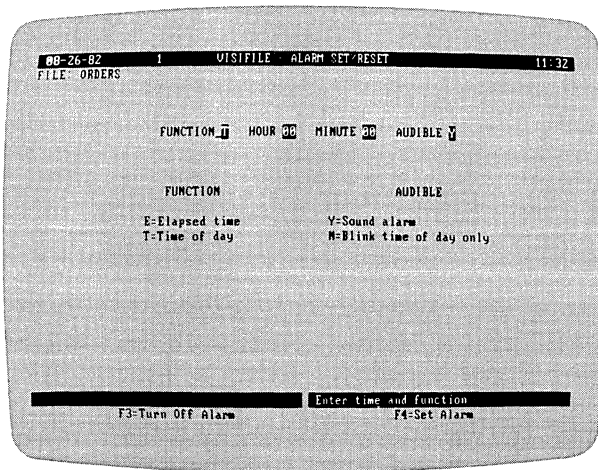 08-26-82 1 VISIFILE - ALARM SET/RESET 11:32
FILE: ORDERS
FUNCTION T HOUR 00 MINUTE 00 AUDIBLE Y
FUNCTION AUDIBLE
E=Elapsed time Y=Sound alarm
T=Time of day N=Blink time of day only
Enter time and function
F3=Turn Off Alarm F4=Set Alarm